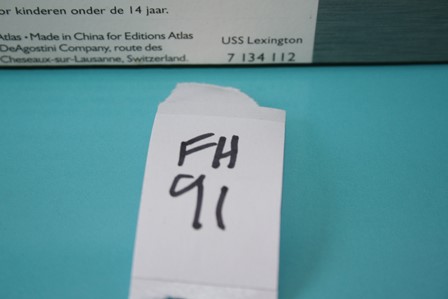 or kinderen onder de 14 jaar.
Atlas • Made in China for Editions Atlas
DeAgostini Company, route des
Cheseaux-sur-Lausanne, Switzerland.
USS Lexington
7 134 112
FH
91